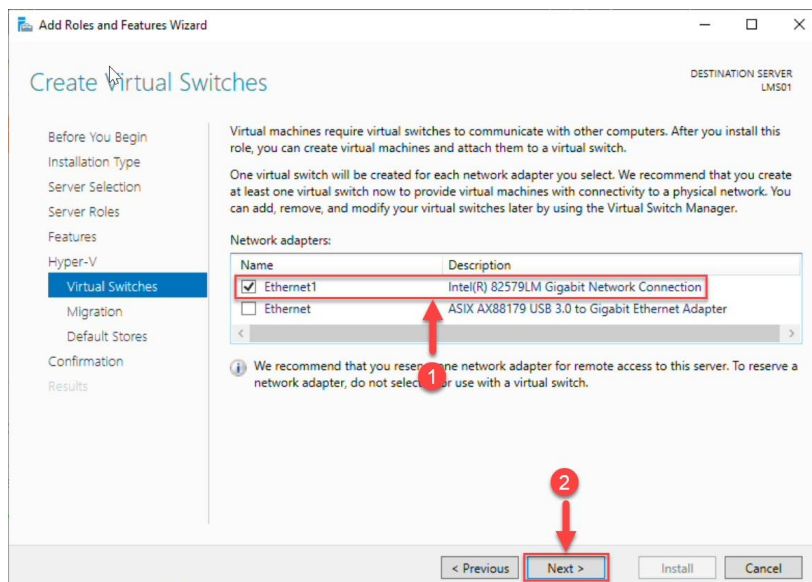 Add Roles and Features Wizard
Create Virtual Switches
DESTINATION SERVER
LMS01
Before You Begin
Installation Type
Server Selection
Server Roles
Features
Hyper-V
Virtual Switches
Migration
Default Stores
Confirmation
Results
Virtual machines require virtual switches to communicate with other computers. After you install this
role, you can create virtual machines and attach them to a virtual switch.
One virtual switch will be created for each network adapter you select. We recommend that you create
at least one virtual switch now to provide virtual machines with connectivity to a physical network. You
can add, remove, and modify your virtual switches later by using the Virtual Switch Manager.
Network adapters:
Name Description
Ethernet1 Intel(R) 82579LM Gigabit Network Connection
Ethernet ASIX AX88179 USB 3.0 to Gigabit Ethernet Adapter
We recommend that you one network adapter for remote access to this server. To reserve a
network adapter, do not select use with a virtual switch.
1
2
< Previous Next > Install Cancel